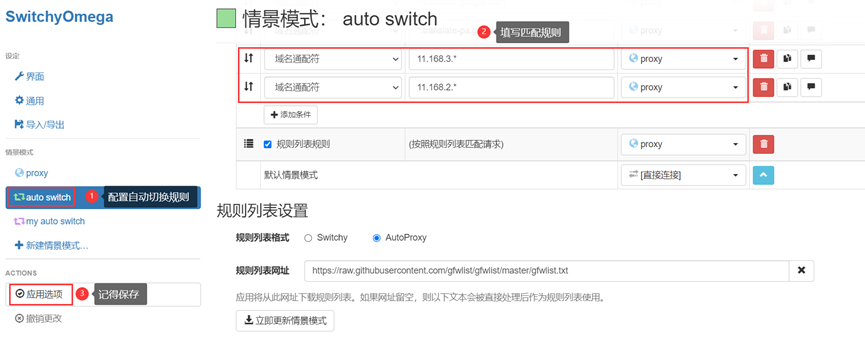 SwitchyOmega
设定
界面
通用
导入/导出
情景模式
proxy
auto switch
1 配置自动切换规则
my auto switch
新建情景模式...
ACTIONS
应用选项
3 记得保存
撤销更改
情景模式： auto switch
2 填写匹配规则
域名通配符 11.168.3.* proxy
域名通配符 11.168.2.* proxy
添加条件
规则列表规则 (按照规则列表匹配请求) proxy
默认情景模式 [直接连接]
规则列表设置
规则列表格式 Switchy AutoProxy
规则列表网址 https://raw.githubusercontent.com/gfwlist/gfwlist/master/gfwlist.txt
应用将从此网址下载规则列表。如果网址留空，则以下文本会被直接处理后作为规则列表使用。
立即更新情景模式